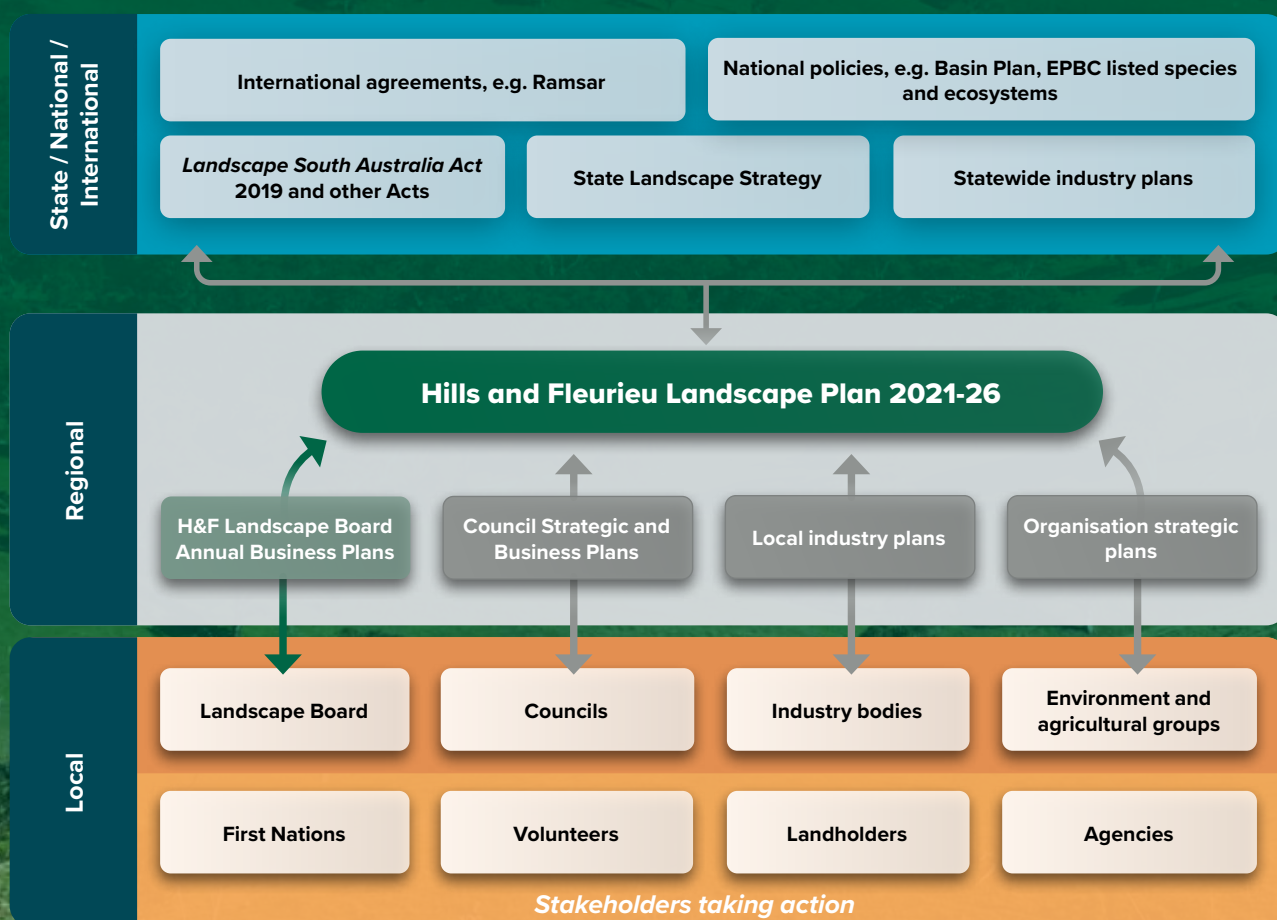 State / National /
International
International agreements, e.g. Ramsar
National policies, e.g. Basin Plan, EPBC listed species
and ecosystems
Landscape South Australia Act
2019 and other Acts
State Landscape Strategy
Statewide industry plans
Regional
Hills and Fleurieu Landscape Plan 2021-26
H&F Landscape Board
Annual Business Plans
Council Strategic and
Business Plans
Local industry plans
Organisation strategic
plans
Local
Landscape Board
Councils
Industry bodies
Environment and
agricultural groups
First Nations
Volunteers
Landholders
Agencies
Stakeholders taking action